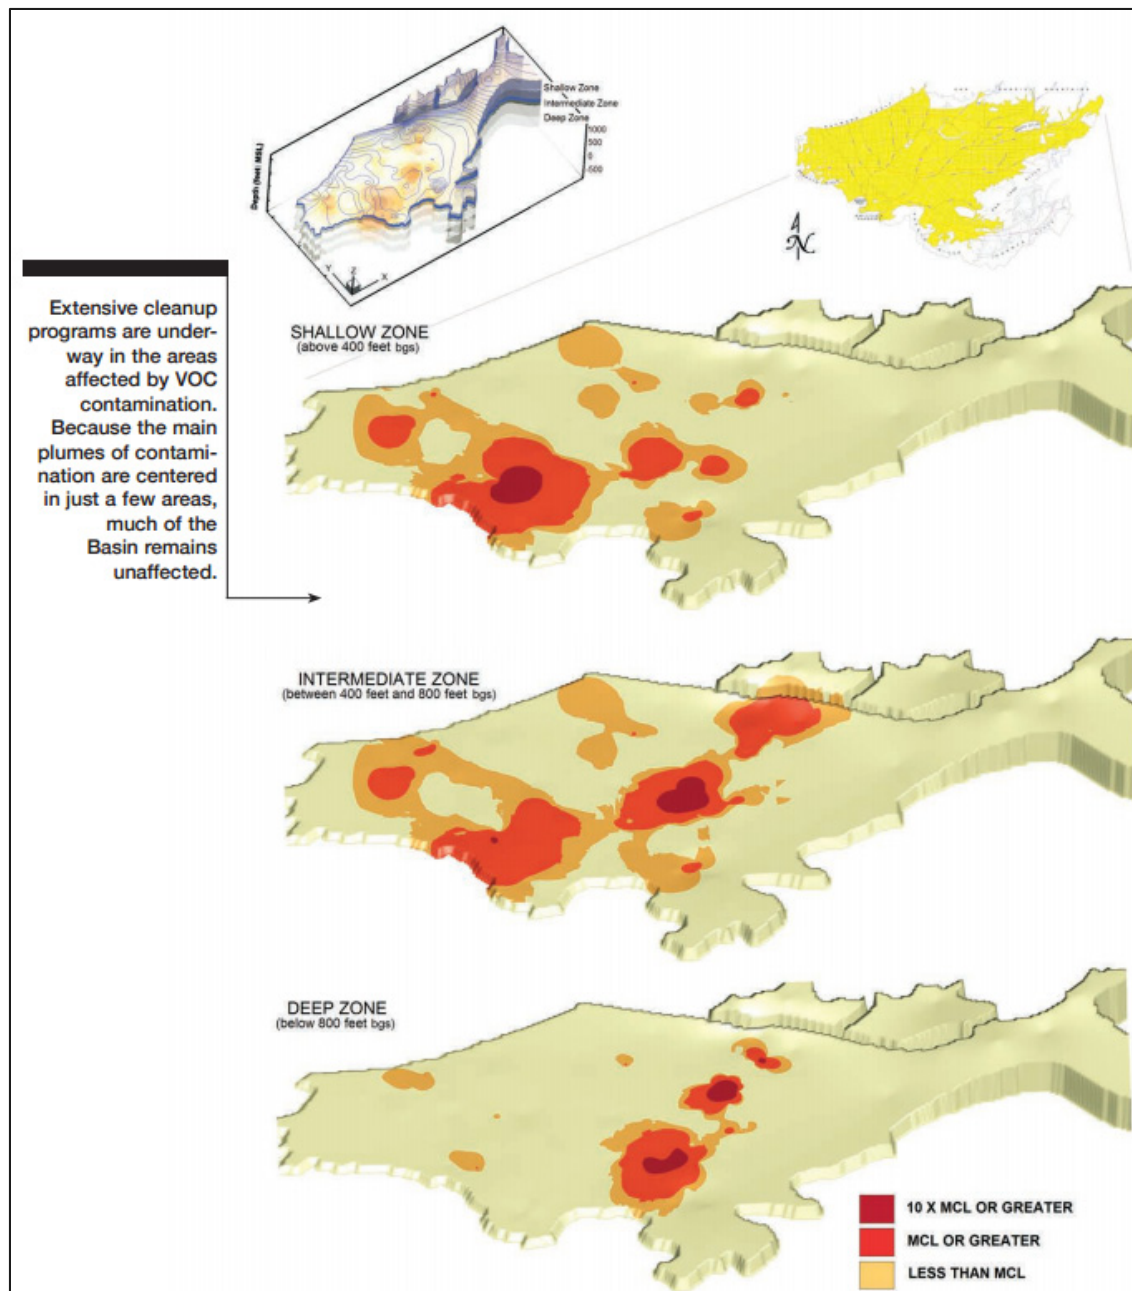 Shallow Zone
Intermediate Zone
Deep Zone
1000
500
0
-500
Depth (feet: MSL)
Y
Z
X
N
Extensive cleanup
programs are under-
way in the areas
affected by VOC
contamination.
Because the main
plumes of contami-
nation are centered
in just a few areas,
much of the
Basin remains
unaffected.
SHALLOW ZONE
(above 400 feet bgs)
INTERMEDIATE ZONE
(between 400 feet and 800 feet bgs)
DEEP ZONE
(below 800 feet bgs)
10 X MCL OR GREATER
MCL OR GREATER
LESS THAN MCL